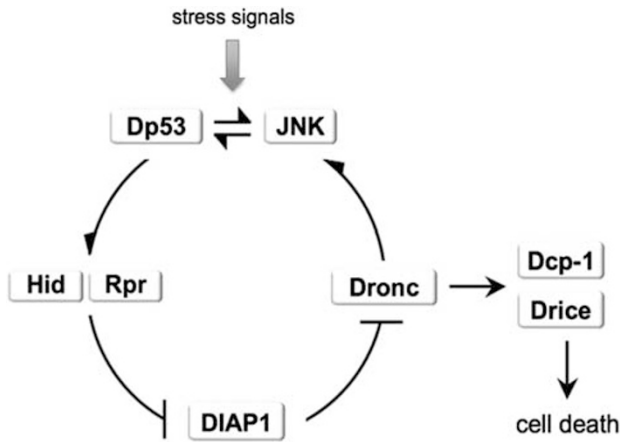 stress signals
Dp53
JNK
Hid
Rpr
Dronc
Dcp-1
Drice
DIAP1
cell death